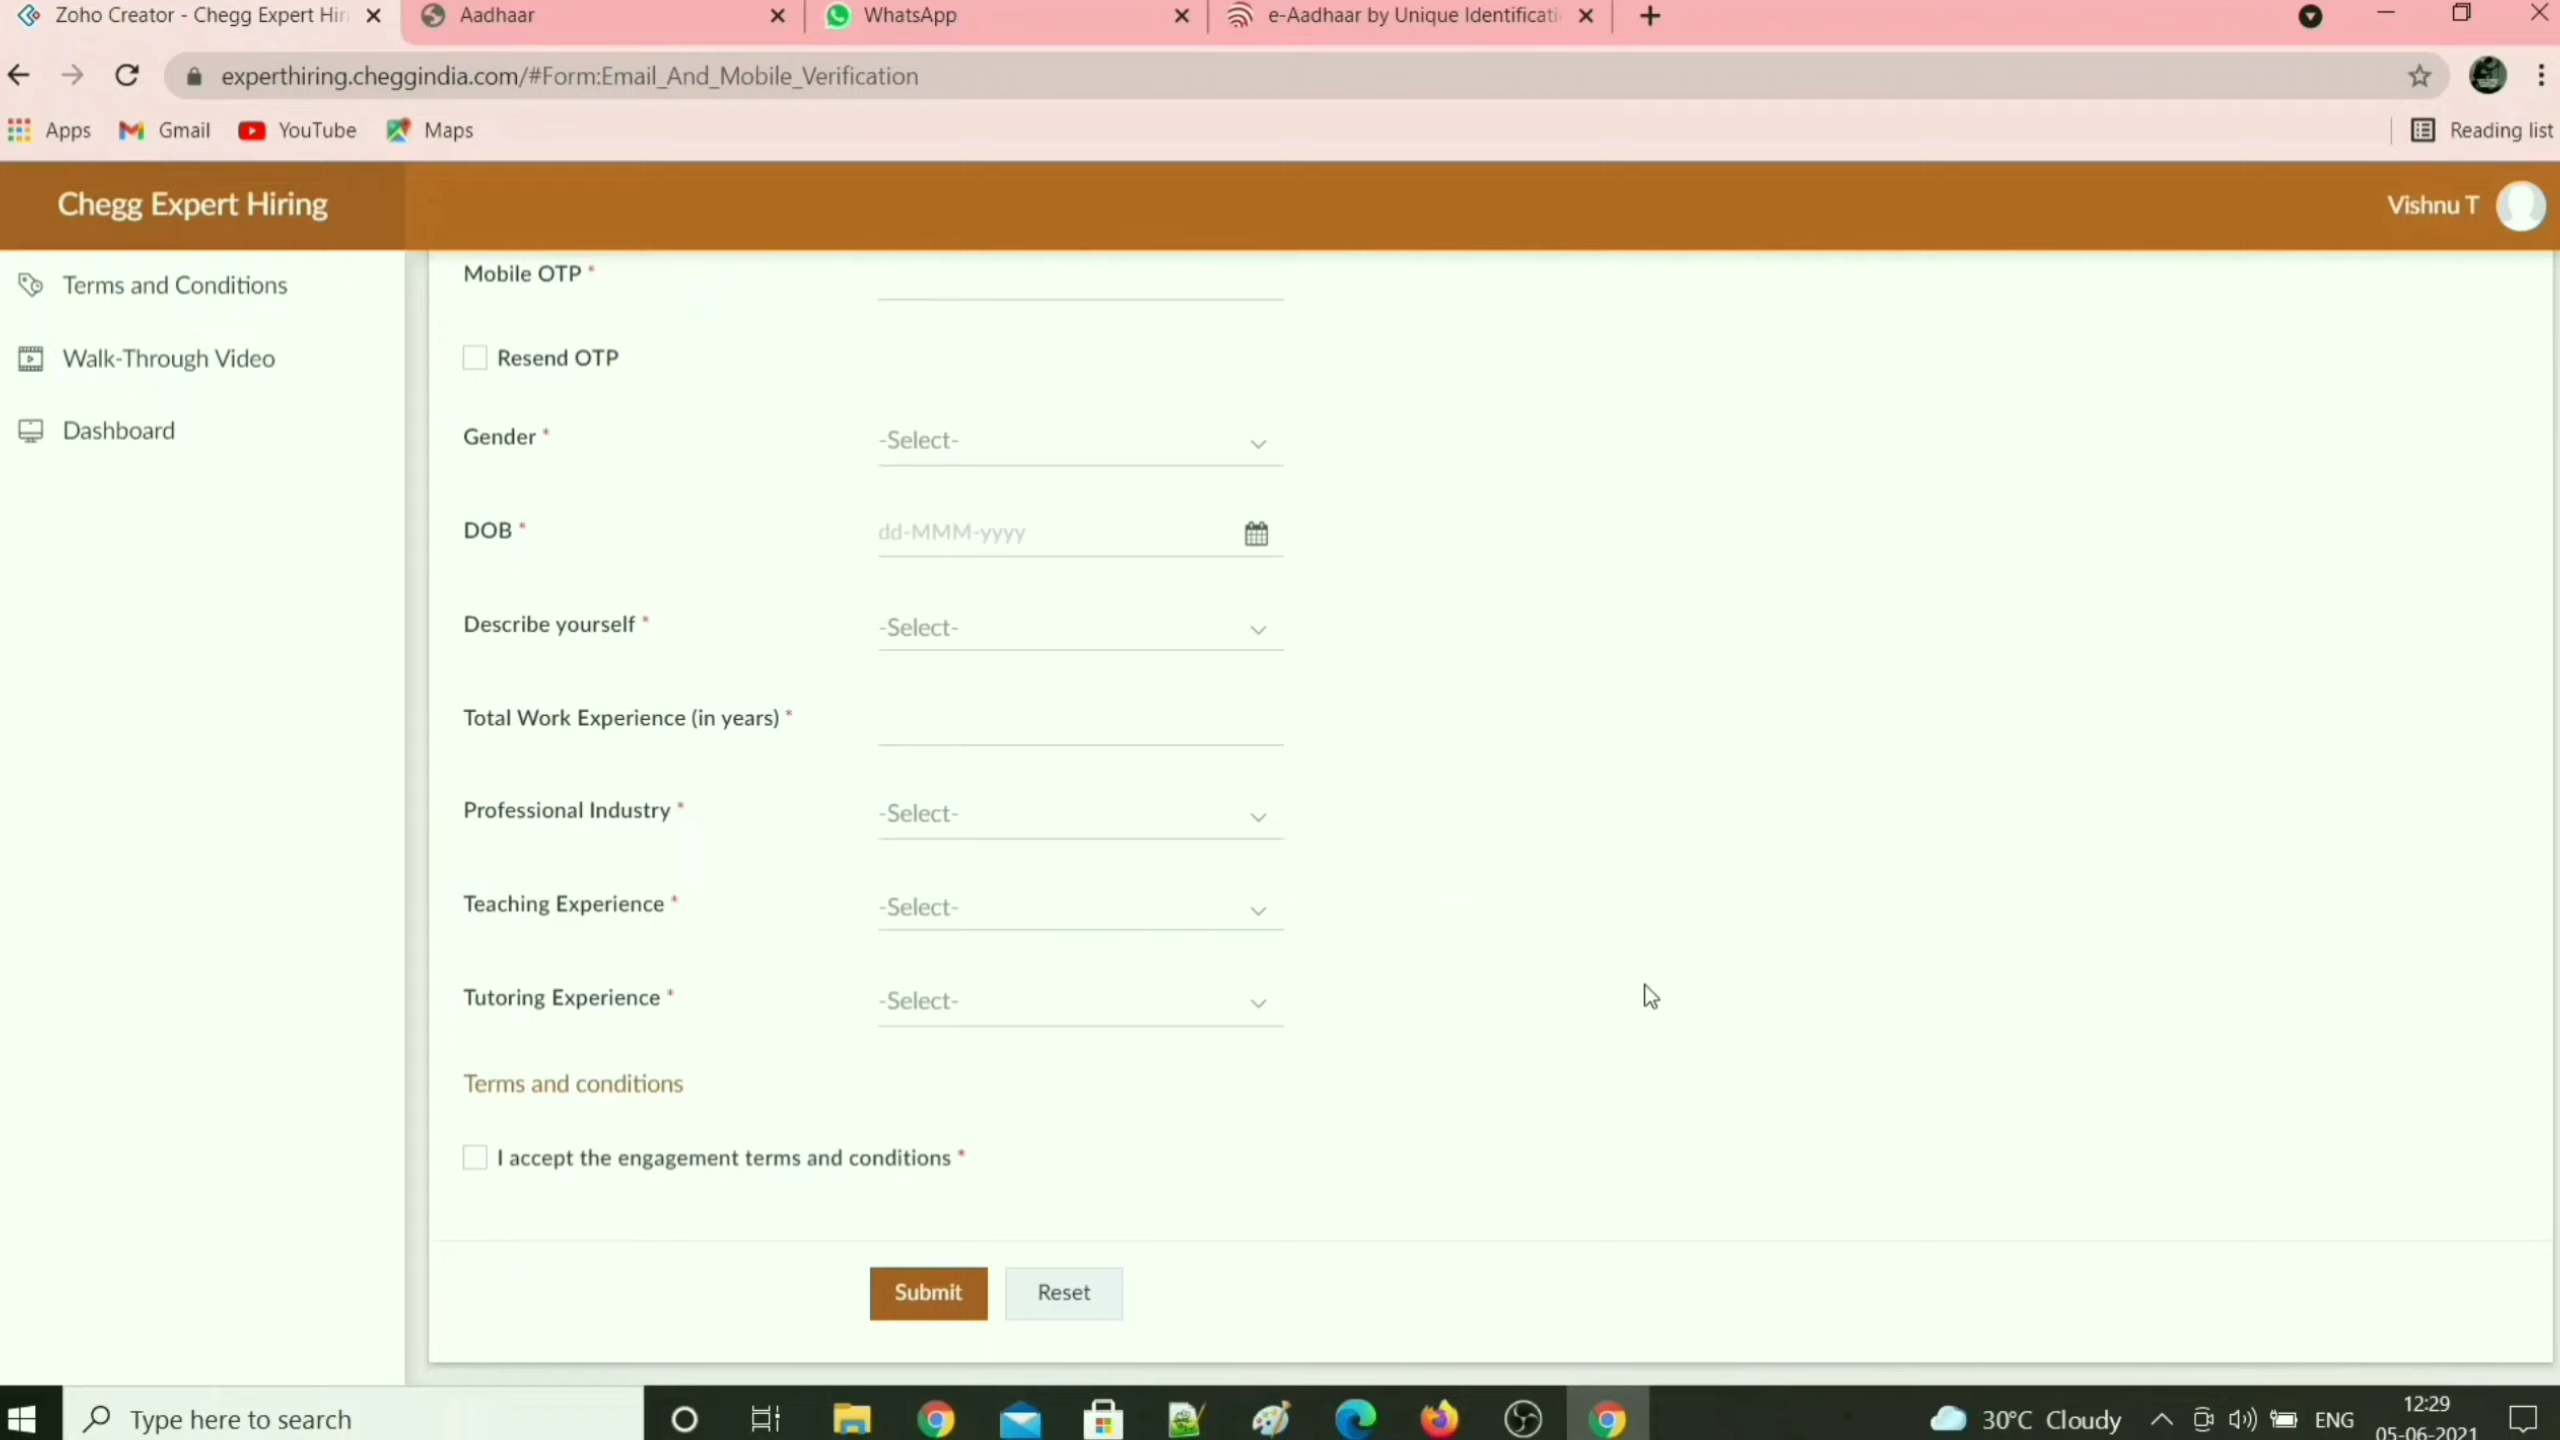 Zoho Creator - Chegg Expert Hir
Aadhaar
WhatsApp
e-Aadhaar by Unique Identificati
experthiring.cheggindia.com/#Form:Email_And_Mobile_Verification
Apps
Gmail
YouTube
Maps
Reading list
Chegg Expert Hiring
Vishnu T
Terms and Conditions
Walk-Through Video
Dashboard
Mobile OTP *
Resend OTP
Gender *
-Select-
DOB *
dd-MMM-yyyy
Describe yourself *
-Select-
Total Work Experience (in years) *
Professional Industry *
-Select-
Teaching Experience *
-Select-
Tutoring Experience *
-Select-
Terms and conditions
I accept the engagement terms and conditions *
Submit
Reset
Type here to search
30°C Cloudy
ENG
12:29
05-06-2021